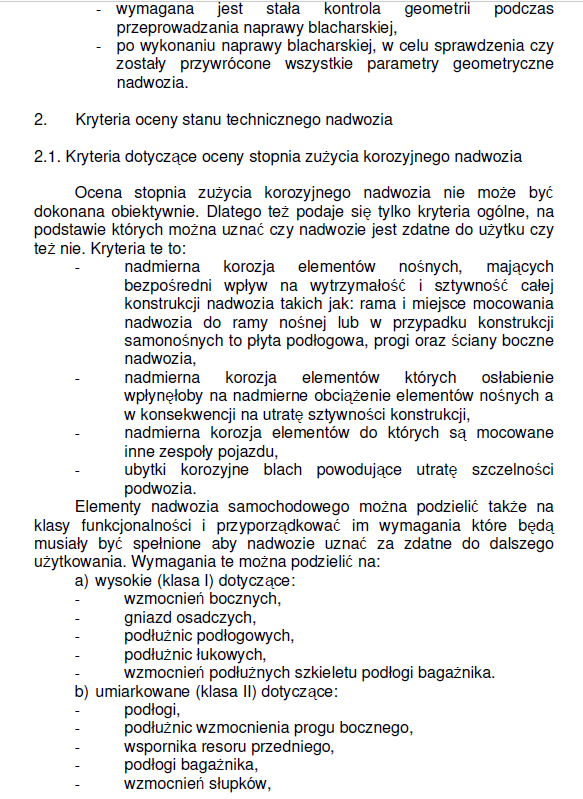 - wymagana jest stała kontrola geometrii podczas
przeprowadzania naprawy blacharskiej,
- po wykonaniu naprawy blacharskiej, w celu sprawdzenia czy
zostały przywrócone wszystkie parametry geometryczne
nadwozia.
2. Kryteria oceny stanu technicznego nadwozia
2.1. Kryteria dotyczące oceny stopnia zużycia korozyjnego nadwozia
Ocena stopnia zużycia korozyjnego nadwozia nie może być
dokonana obiektywnie. Dlatego też podaje się tylko kryteria ogólne, na
podstawie których można uznać czy nadwozie jest zdatne do użytku czy
też nie. Kryteria te to:
- nadmierna korozja elementów nośnych, mających
bezpośredni wpływ na wytrzymałość i sztywność całej
konstrukcji nadwozia takich jak: rama i miejsce mocowania
nadwozia do ramy nośnej lub w przypadku konstrukcji
samonośnych to płyta podłogowa, progi oraz ściany boczne
nadwozia,
- nadmierna korozja elementów których osłabienie
wpłynęłoby na nadmierne obciążenie elementów nośnych a
w konsekwencji na utratę sztywności konstrukcji,
- nadmierna korozja elementów do których są mocowane
inne zespoły pojazdu,
- ubytki korozyjne blach powodujące utratę szczelności
podwozia.
Elementy nadwozia samochodowego można podzielić także na
klasy funkcjonalności i przyporządkować im wymagania które będą
musiały być spełnione aby nadwozie uznać za zdatne do dalszego
użytkowania. Wymagania te można podzielić na:
a) wysokie (klasa I) dotyczące:
- wzmocnień bocznych,
- gniazd osadczych,
- podłużnic podłogowych,
- podłużnic łukowych,
- wzmocnień podłużnych szkieletu podłogi bagażnika.
b) umiarkowane (klasa II) dotyczące:
- podłogi,
- podłużnic wzmocnienia progu bocznego,
- wspornika resoru przedniego,
- podłogi bagażnika,
- wzmocnień słupków,